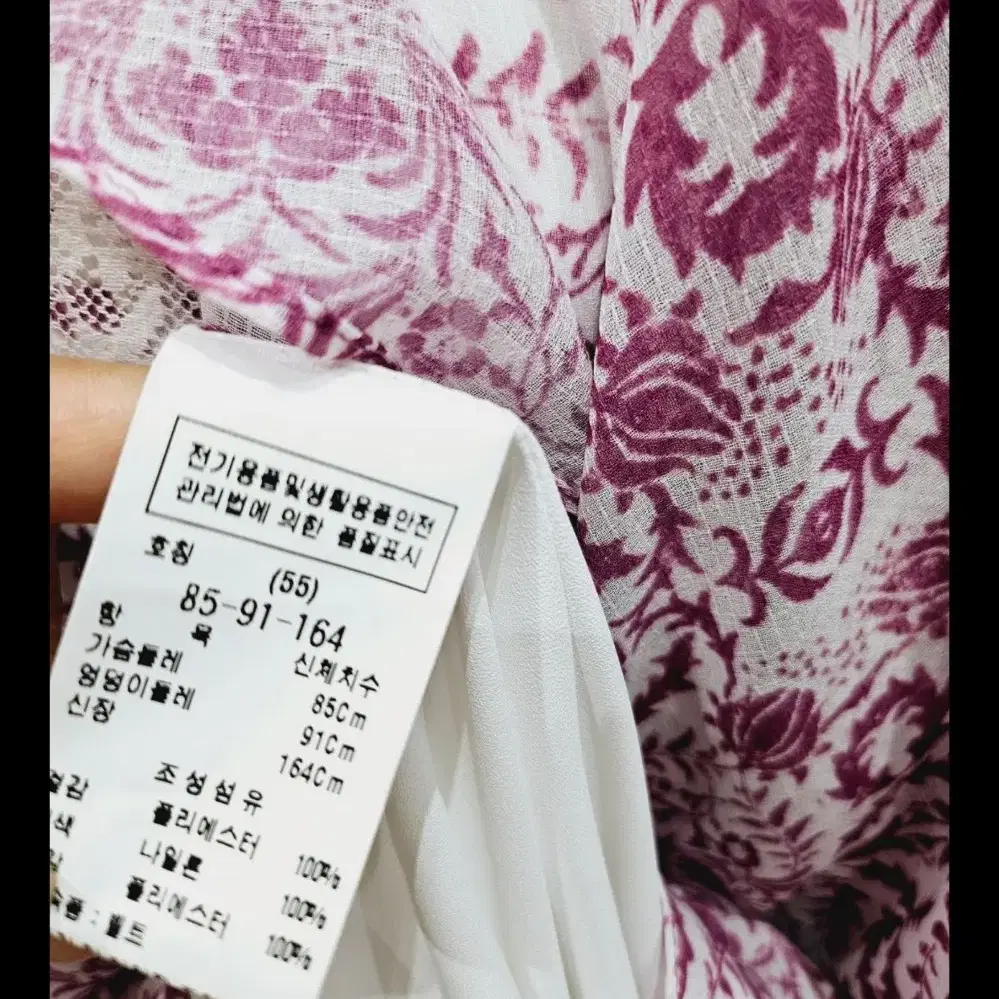 전기용품및생활용품안전
관리법에 의한 품질표시
호칭 (55)
85-91-164
항 목 신체치수
가슴둘레 85Cm
엉덩이둘레 91Cm
신장 164Cm
조성섬유
폴리에스터 100%
나일론 100%
폴리에스터 100%
: 벨트